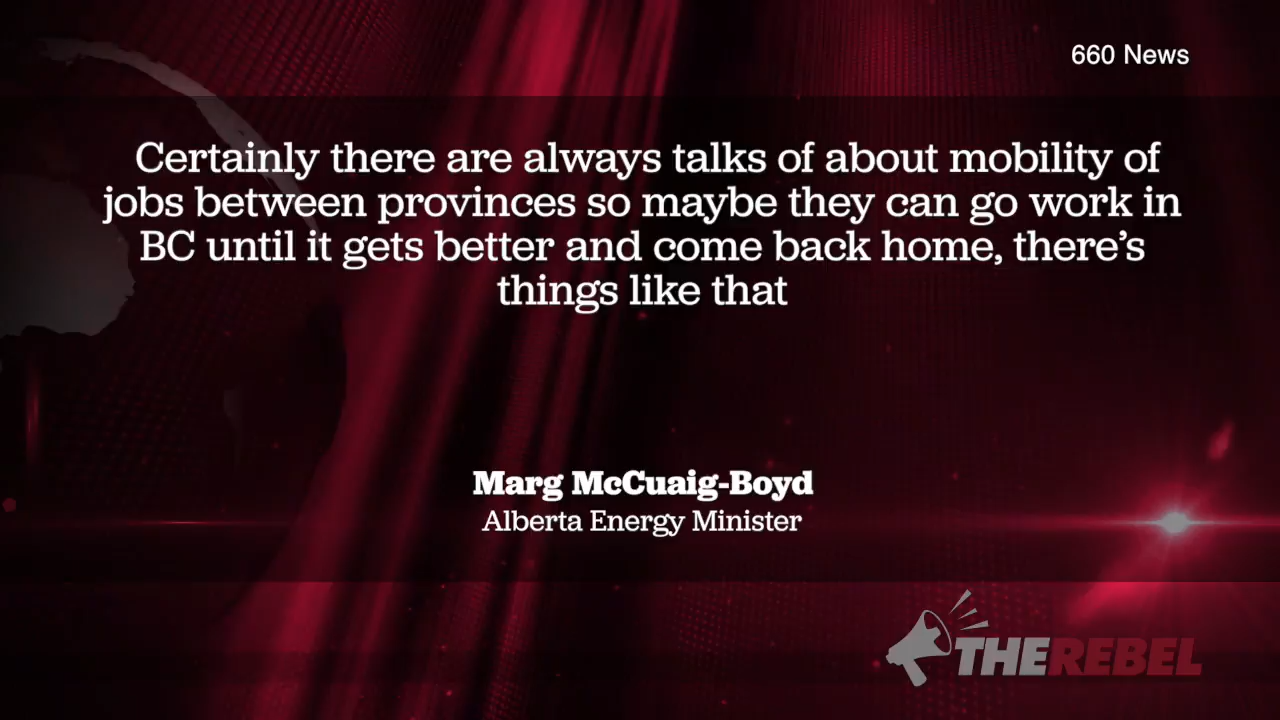 660 News
Certainly there are always talks of about mobility of
jobs between provinces so maybe they can go work in
BC until it gets better and come back home, there’s
things like that
Marg McCuaig-Boyd
Alberta Energy Minister
THEREBEL